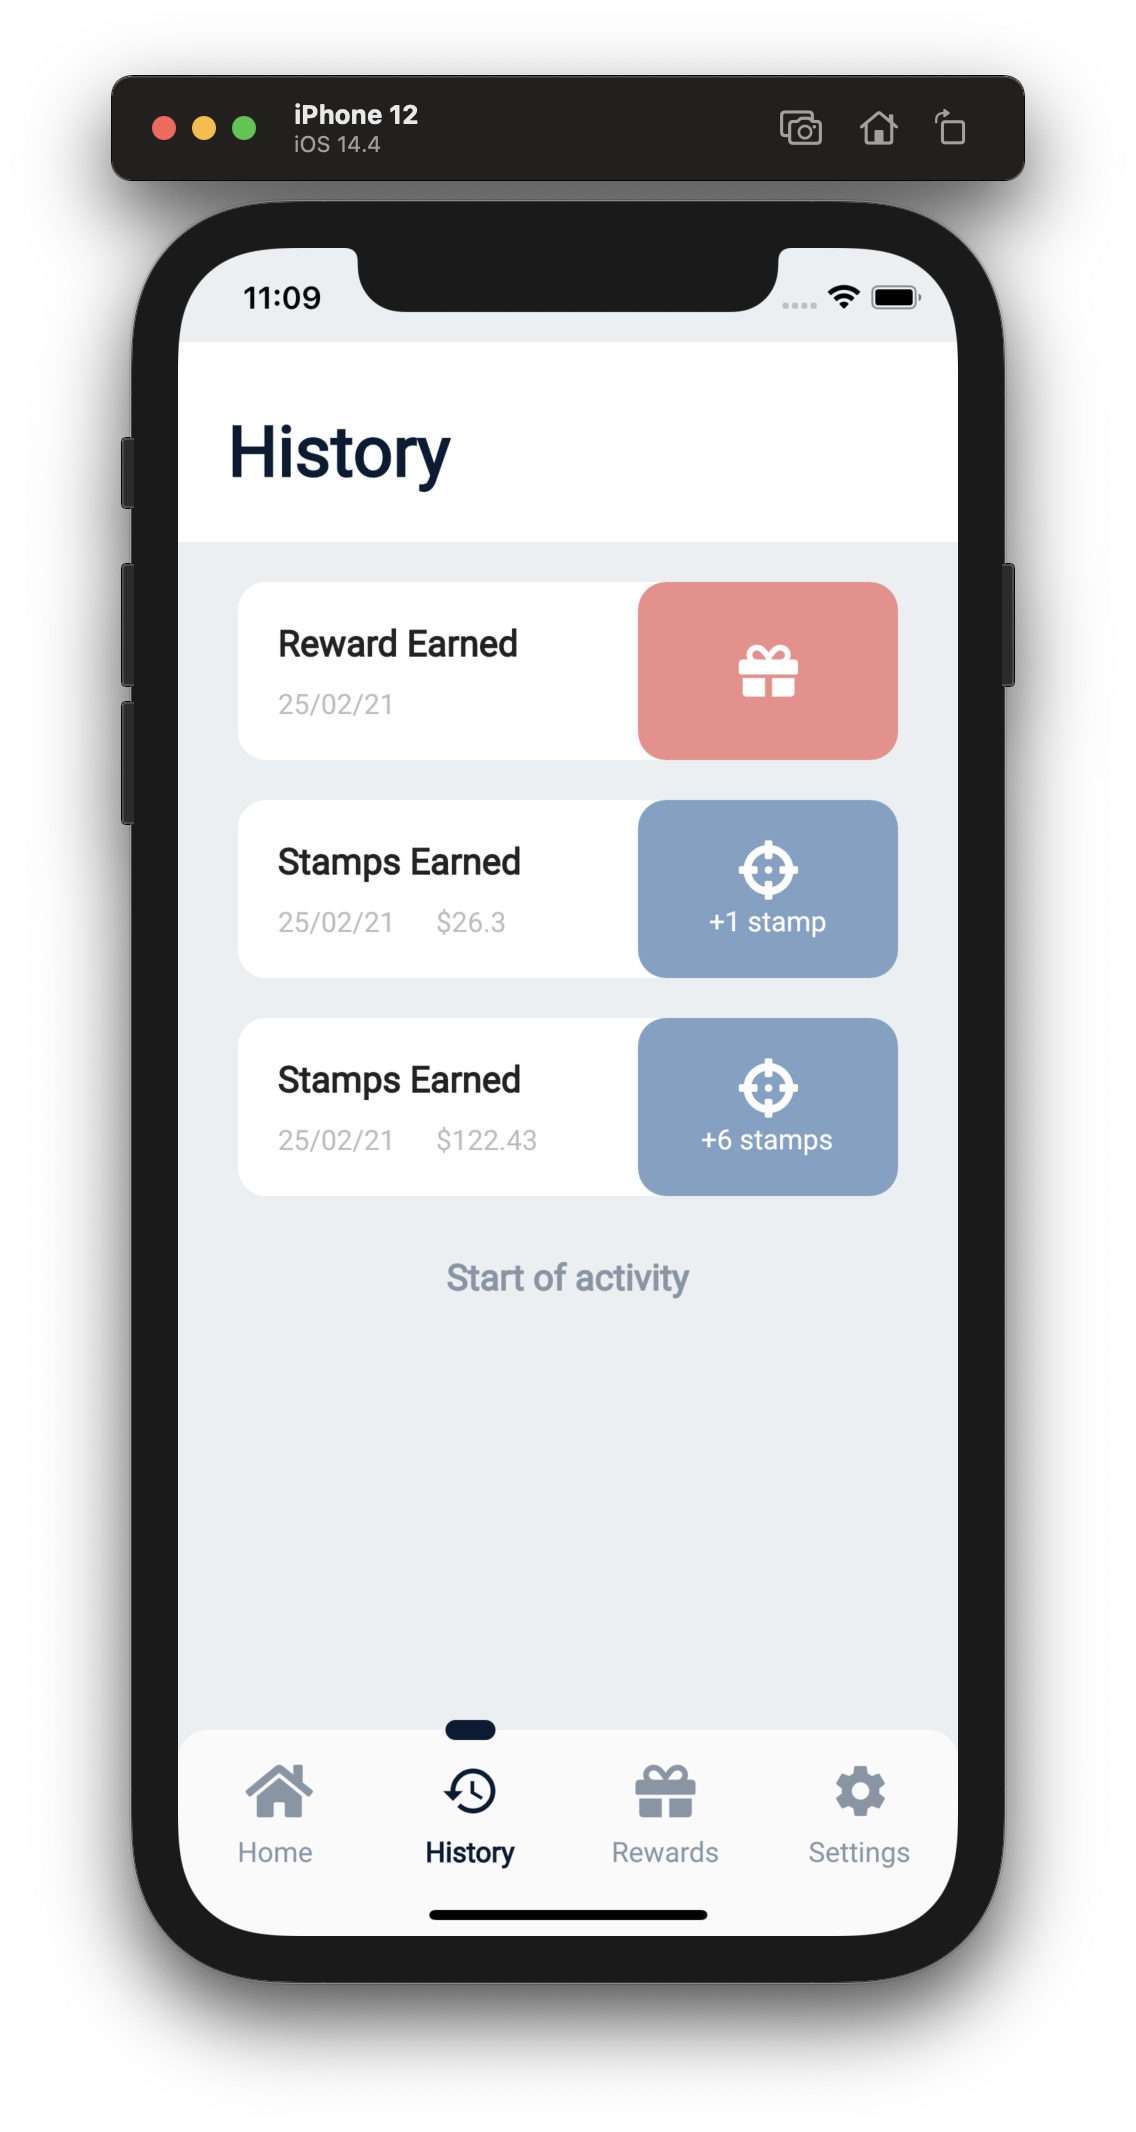 iPhone 12
iOS 14.4
11:09
History
Reward Earned
25/02/21
Stamps Earned
25/02/21 $26.3
+1 stamp
Stamps Earned
25/02/21 $122.43
+6 stamps
Start of activity
Home History Rewards Settings